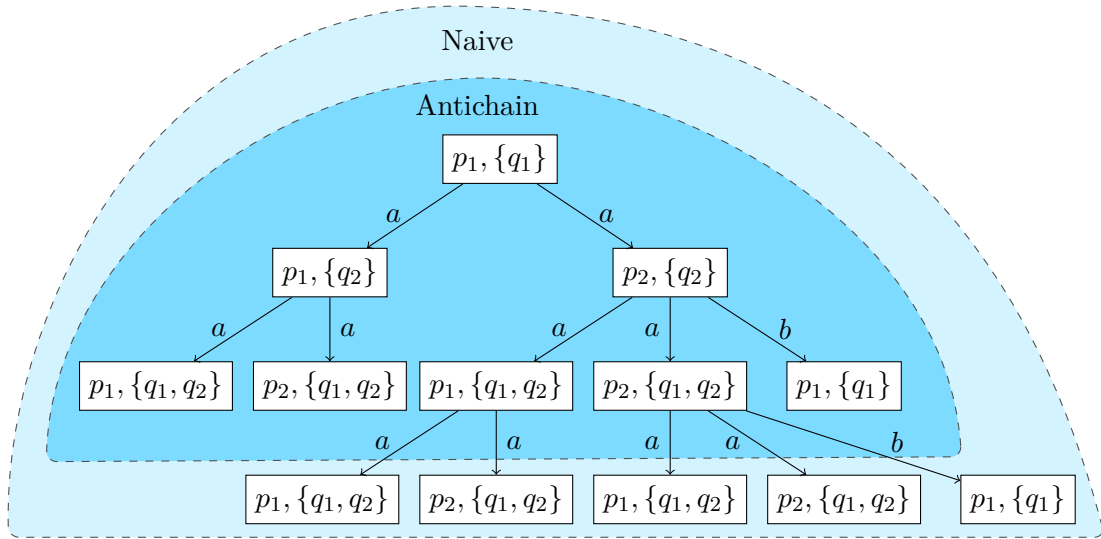 Naive
Antichain
p₁, {q₁}
a a
p₁, {q₂} p₂, {q₂}
a a a a b
p₁, {q₁, q₂} p₂, {q₁, q₂} p₁, {q₁, q₂} p₂, {q₁, q₂} p₁, {q₁}
a a a a b
p₁, {q₁, q₂} p₂, {q₁, q₂} p₁, {q₁, q₂} p₂, {q₁, q₂} p₁, {q₁}